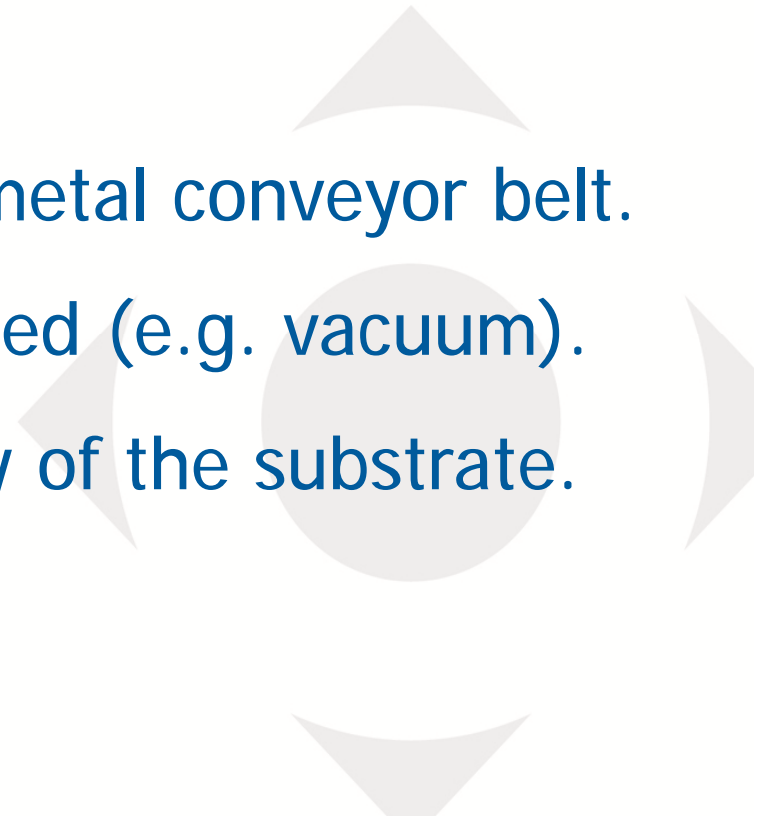 metal conveyor belt.
ed (e.g. vacuum).
of the substrate.